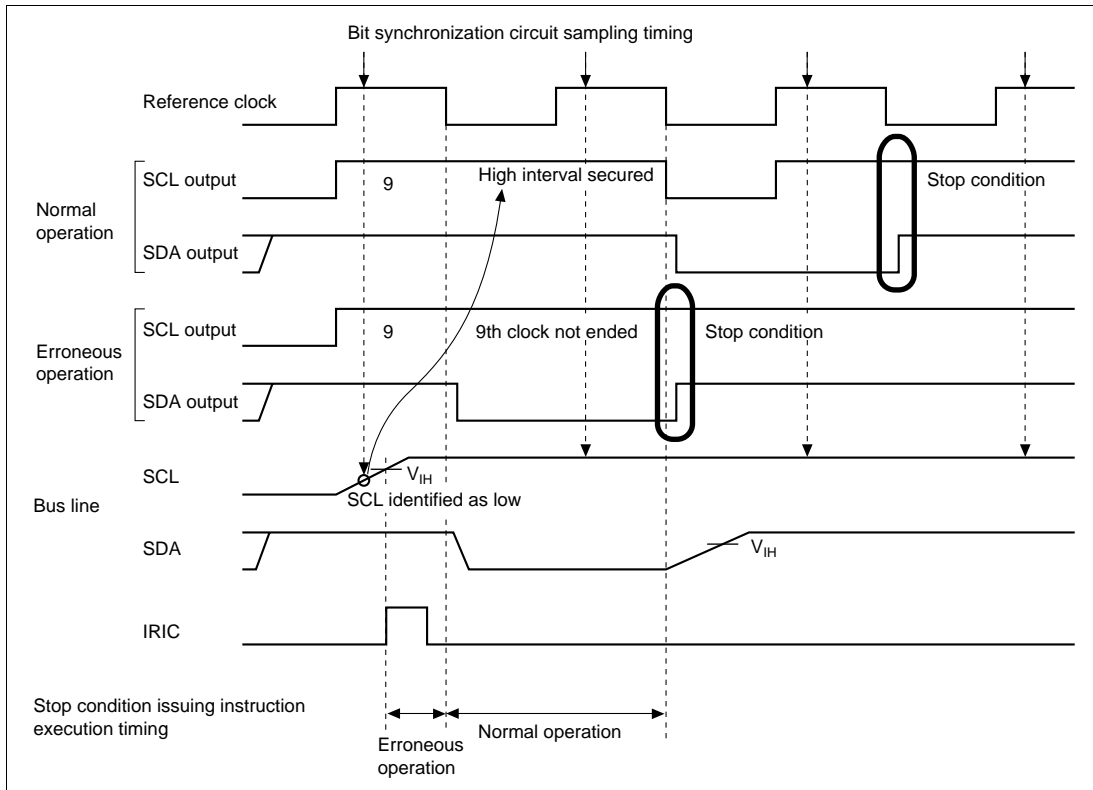 Bit synchronization circuit sampling timing
Reference clock
Normal
operation
SCL output
9
High interval secured
Stop condition
SDA output
Erroneous
operation
SCL output
9
9th clock not ended
Stop condition
SDA output
Bus line
SCL
VIH
SCL identified as low
SDA
VIH
IRIC
Stop condition issuing instruction
execution timing
Erroneous
operation
Normal operation